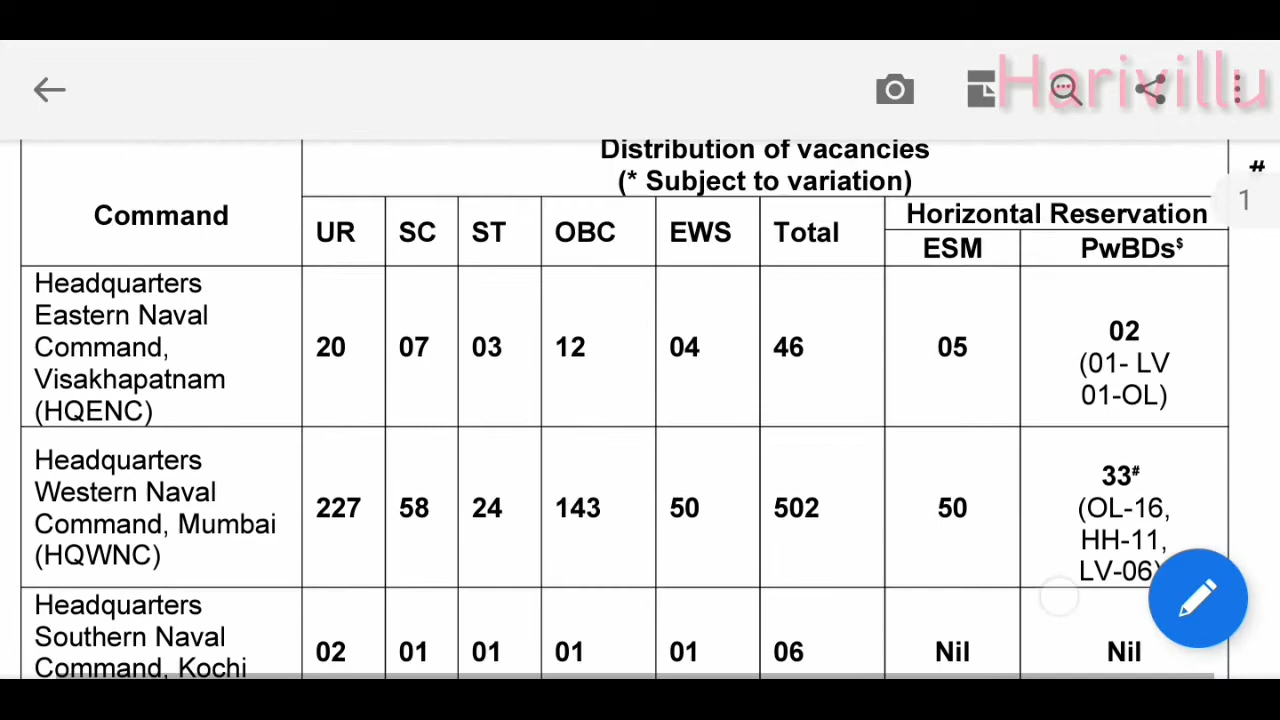 Harivillu
Distribution of vacancies
(* Subject to variation)
#
1
Command
UR
SC
ST
OBC
EWS
Total
Horizontal Reservation
ESM
PwBDs$
Headquarters
Eastern Naval
Command,
Visakhapatnam
(HQENC)
20
07
03
12
04
46
05
02
(01- LV
01-OL)
Headquarters
Western Naval
Command, Mumbai
(HQWNC)
227
58
24
143
50
502
50
33#
(OL-16,
HH-11,
LV-06)
Headquarters
Southern Naval
Command, Kochi
02
01
01
01
01
06
Nil
Nil